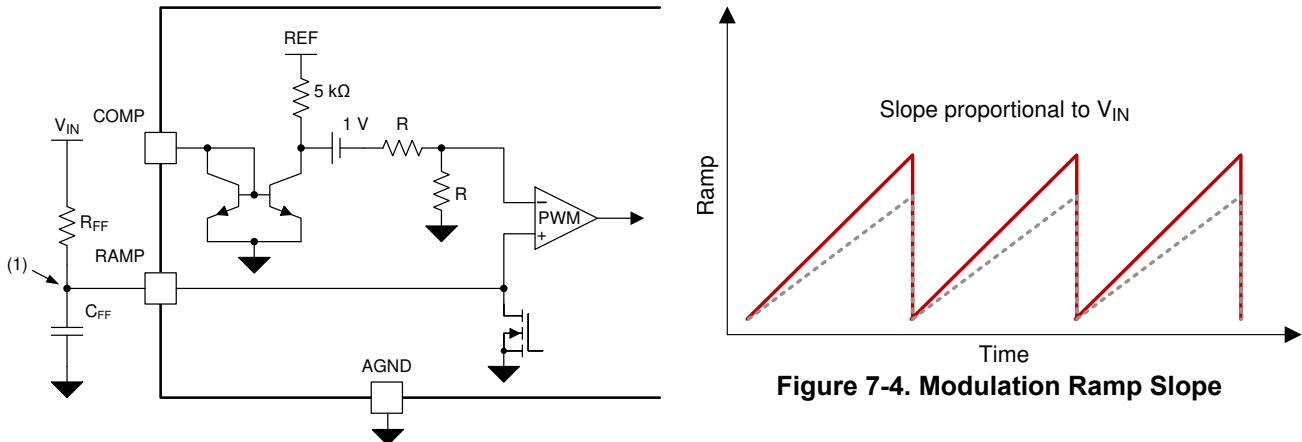 REF
5 kΩ
COMP
1 V
R
V_IN
R
PWM
−
+
R_FF
RAMP
(1)
C_FF
AGND
Slope proportional to V_IN
Ramp
Time
Figure 7-4. Modulation Ramp Slope